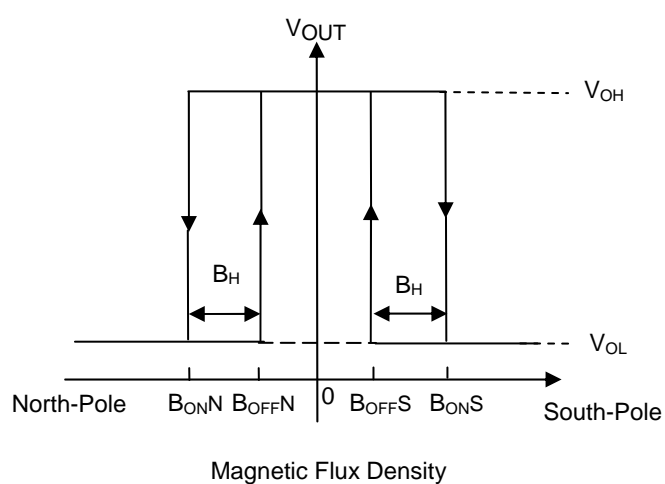 VOUT
VOH
BH
BH
VOL
North-Pole BONN BOFFN 0 BOFFS BONS South-Pole
Magnetic Flux Density